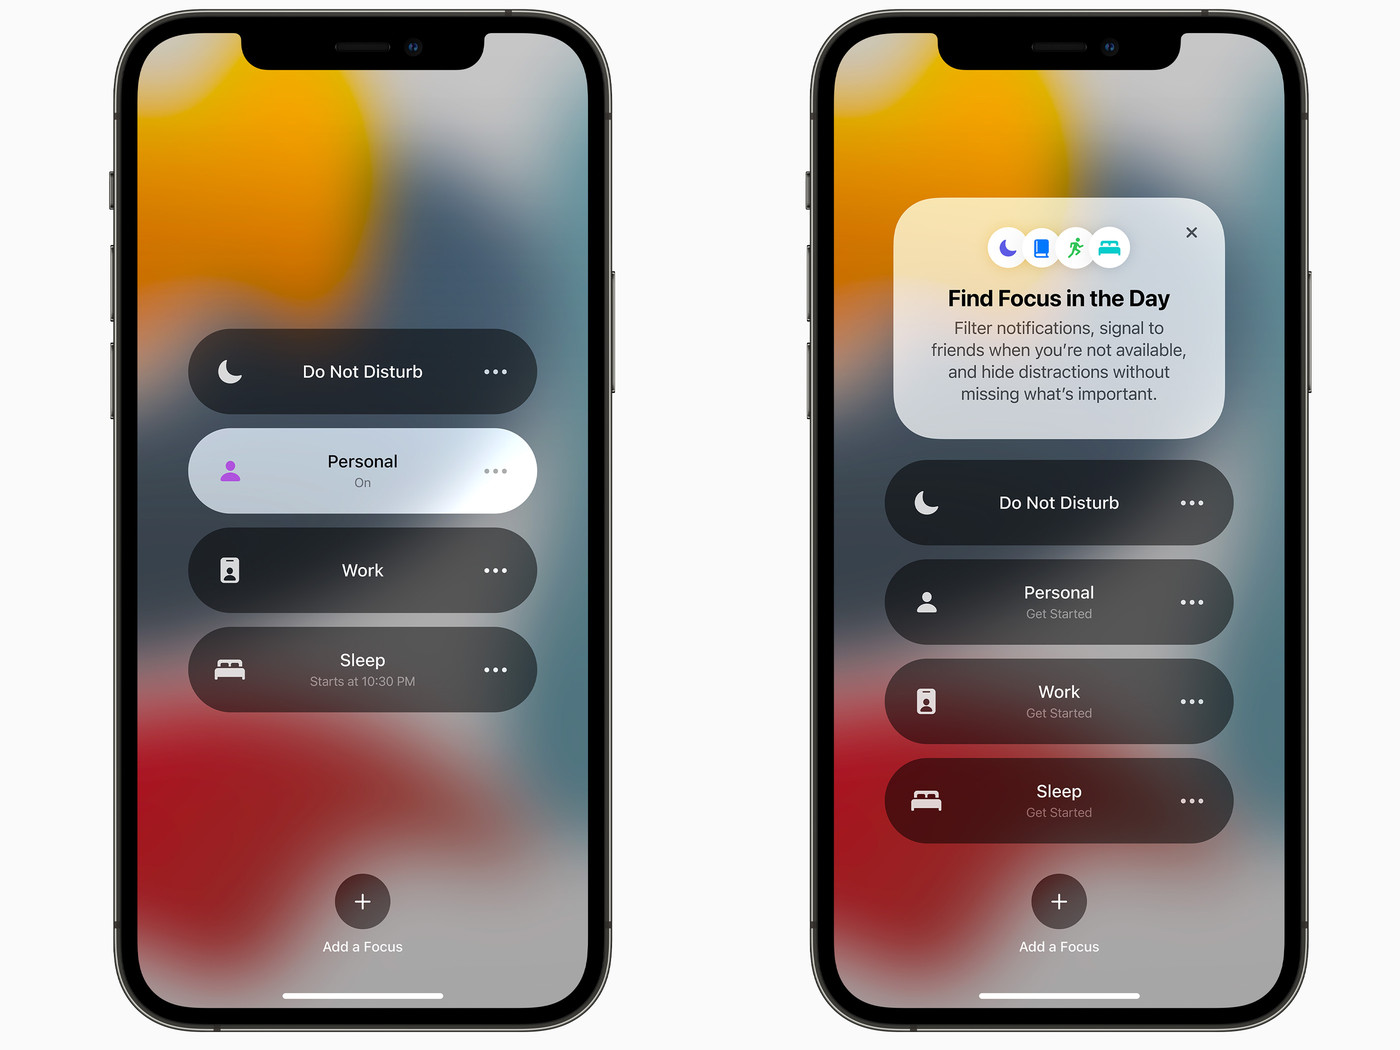 Do Not Disturb
Personal
On
Work
Sleep
Starts at 10:30 PM
Add a Focus
Find Focus in the Day
Filter notifications, signal to
friends when you’re not available,
and hide distractions without
missing what’s important.
Do Not Disturb
Personal
Get Started
Work
Get Started
Sleep
Get Started
Add a Focus